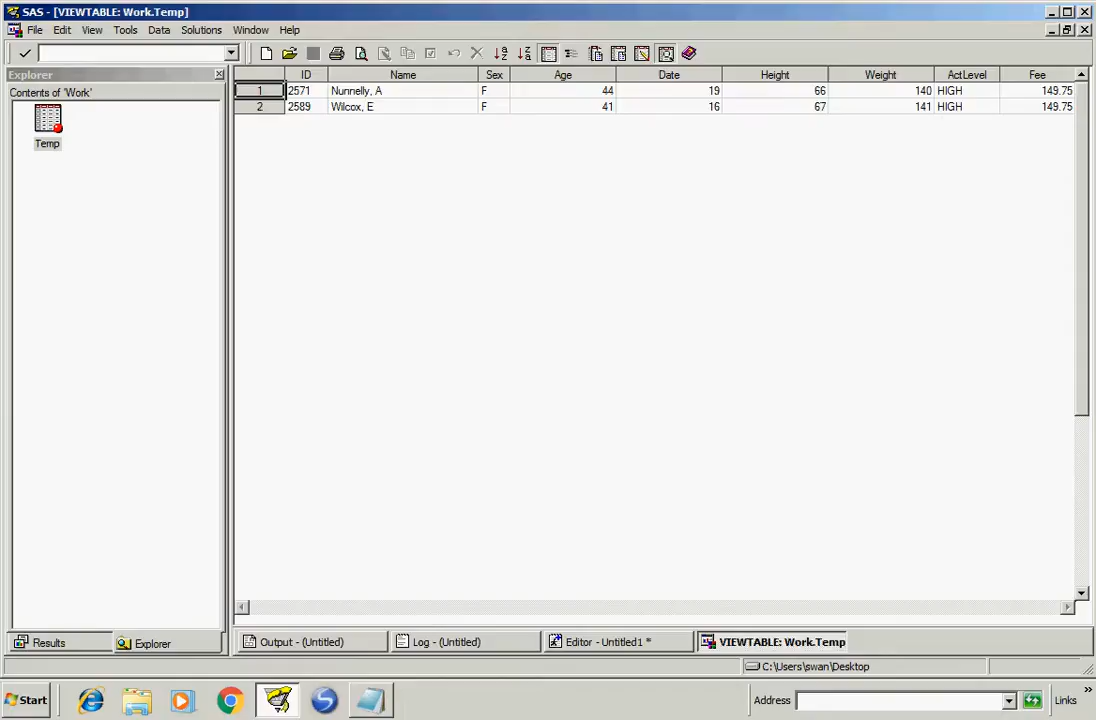 SAS - [VIEWTABLE: Work.Temp]
File Edit View Tools Data Solutions Window Help
Explorer
Contents of 'Work'
Temp
ID Name Sex Age Date Height Weight ActLevel Fee
1 2571 Nunnelly, A F 44 19 66 140 HIGH 149.75
2 2589 Wilcox, E F 41 16 67 141 HIGH 149.75
Results Explorer
Output - (Untitled) Log - (Untitled) Editor - Untitled1 * VIEWTABLE: Work.Temp
C:\Users\swan\Desktop
Start Address Links »